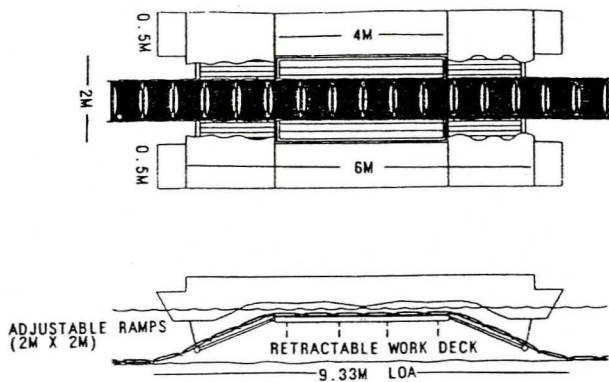 0.5M
4M
2M
0.5M
6M
ADJUSTABLE RAMPS
(2M X 2M)
RETRACTABLE WORK DECK
9.33M LOA